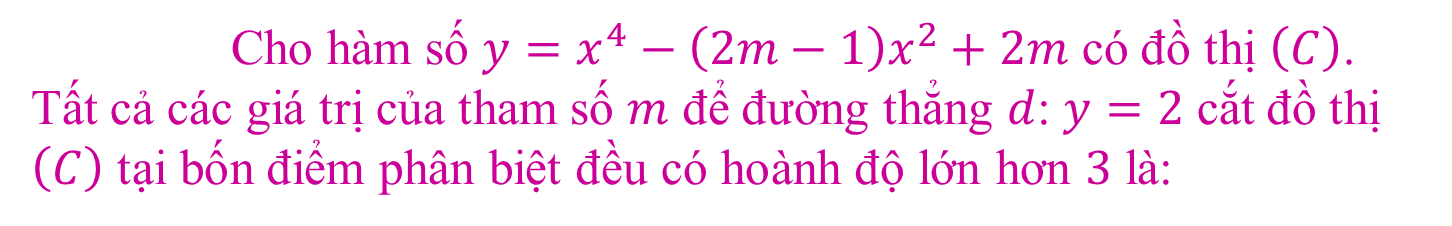 Cho hàm số y = x⁴ − (2m − 1)x² + 2m có đồ thị (C).
Tất cả các giá trị của tham số m để đường thẳng d: y = 2 cắt đồ thị
(C) tại bốn điểm phân biệt đều có hoành độ lớn hơn 3 là: